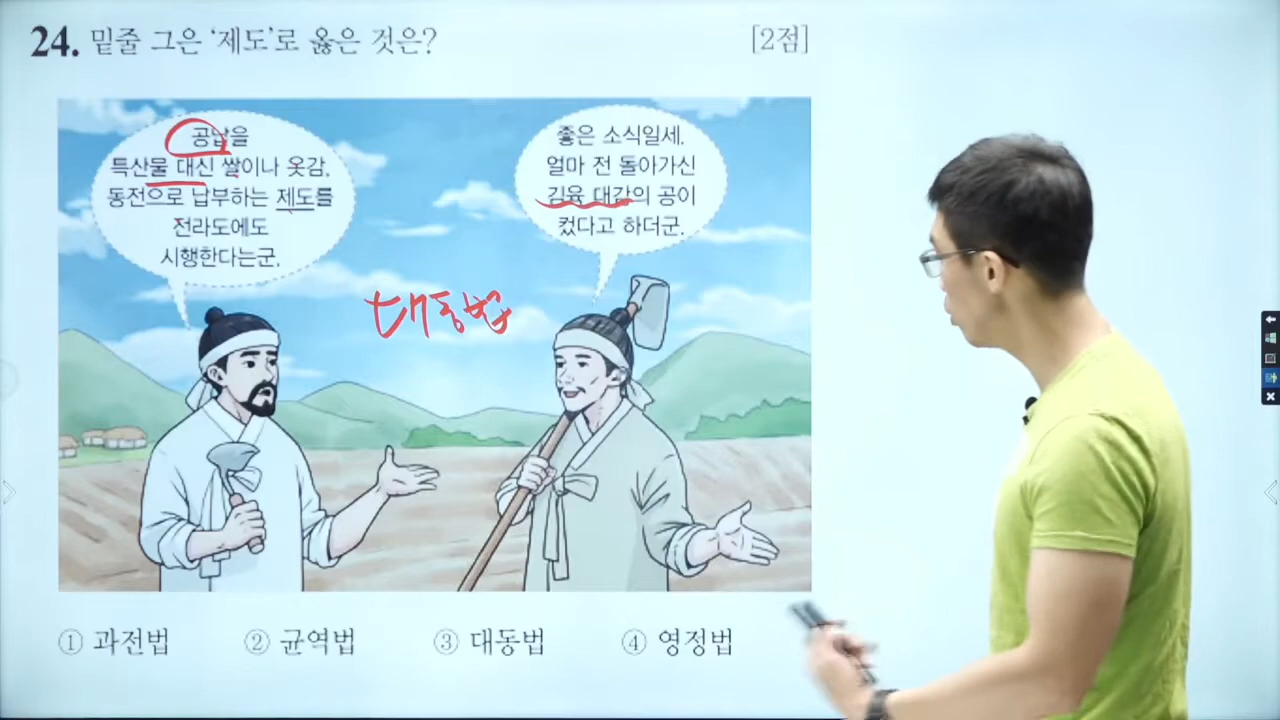 24. 밑줄 그은 '제도'로 옳은 것은? [2점]
공납을
특산물 대신 쌀이나 옷감,
동전으로 납부하는 제도를
전라도에도
시행한다는군.
좋은 소식일세.
얼마 전 돌아가신
김육 대감의 공이
컸다고 하더군.
대동법
① 과전법 ② 균역법 ③ 대동법 ④ 영정법